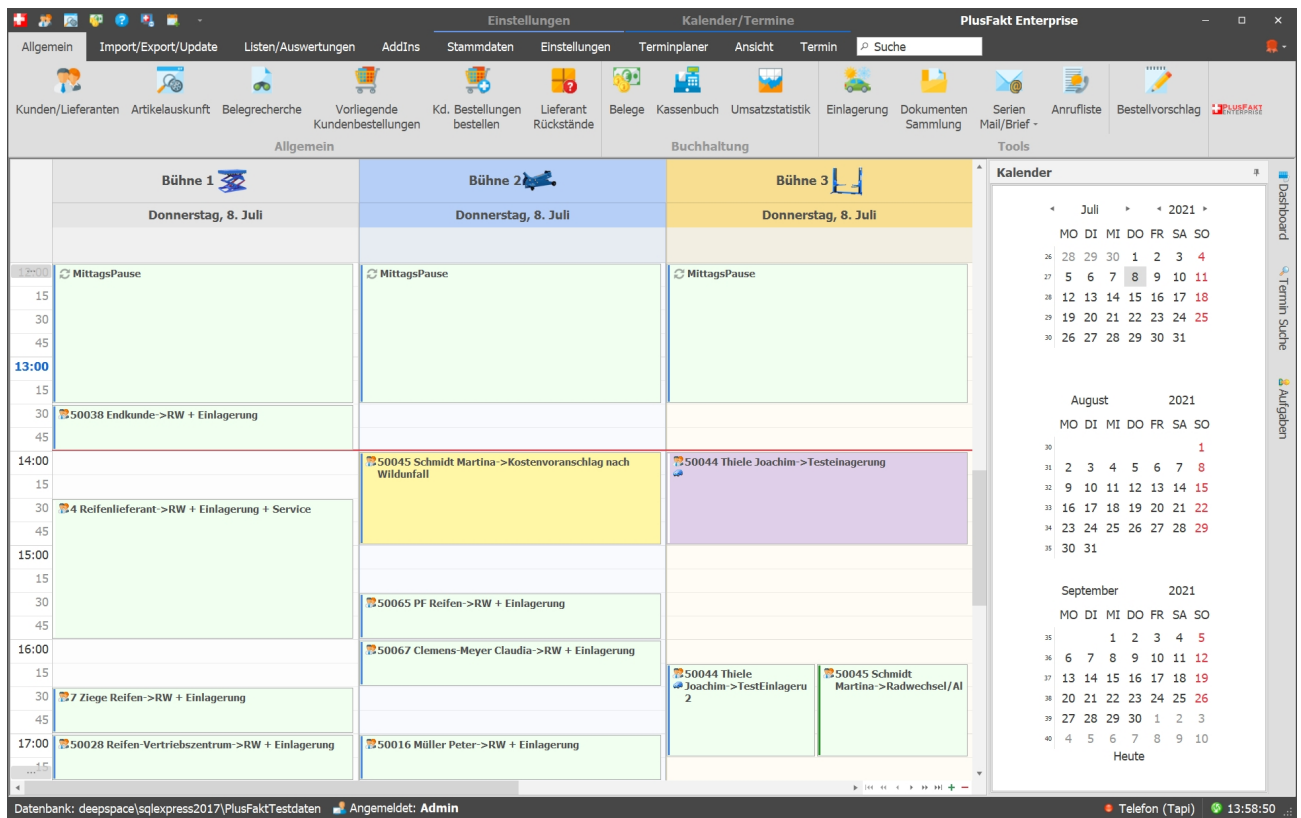 Einstellungen Kalender/Termine PlusFakt Enterprise
Allgemein Import/Export/Update Listen/Auswertungen AddIns Stammdaten Einstellungen Terminplaner Ansicht Termin Suche
Kunden/Lieferanten Artikelauskunft Belegrecherche Vorliegende Kd. Bestellungen Lieferant Belege Kassenbuch Umsatzstatistik Einlagerung Dokumenten Serien Anrufliste Bestellvorschlag PLUSFAKT
Kundenbestellungen bestellen Rückstände Sammlung Mail/Brief ENTERPRISE
Allgemein Buchhaltung Tools
Bühne 1 Bühne 2 Bühne 3
Donnerstag, 8. Juli Donnerstag, 8. Juli Donnerstag, 8. Juli
MittagsPause MittagsPause MittagsPause
15
30
45
13:00
15
30 50038 Endkunde->RW + Einlagerung
45
14:00 50045 Schmidt Martina->Kostenvoranschlag nach 50044 Thiele Joachim->Testeinagerung
Wildunfall
15
30 4 Reifenlieferant->RW + Einlagerung + Service
45
15:00
15
30 50065 PF Reifen->RW + Einlagerung
45
16:00 50067 Clemens-Meyer Claudia->RW + Einlagerung
15 50044 Thiele 50045 Schmidt
Joachim->TestEinlageru Martina->Radwechsel/Al
2
30 7 Ziege Reifen->RW + Einlagerung
45
17:00 50028 Reifen-Vertriebszentrum->RW + Einlagerung 50016 Müller Peter->RW + Einlagerung
...15
Kalender
Juli 2021
MO DI MI DO FR SA SO
26 28 29 30 1 2 3 4
27 5 6 7 8 9 10 11
28 12 13 14 15 16 17 18
29 19 20 21 22 23 24 25
30 26 27 28 29 30 31
August 2021
MO DI MI DO FR SA SO
30 1
31 2 3 4 5 6 7 8
32 9 10 11 12 13 14 15
33 16 17 18 19 20 21 22
34 23 24 25 26 27 28 29
35 30 31
September 2021
MO DI MI DO FR SA SO
35 1 2 3 4 5
36 6 7 8 9 10 11 12
37 13 14 15 16 17 18 19
38 20 21 22 23 24 25 26
39 27 28 29 30 1 2 3
40 4 5 6 7 8 9 10
Heute
Dashboard
Termin Suche
Aufgaben
Datenbank: deepspace\sqlexpress2017\PlusFaktTestdaten Angemeldet: Admin Telefon (Tapi) 13:58:50